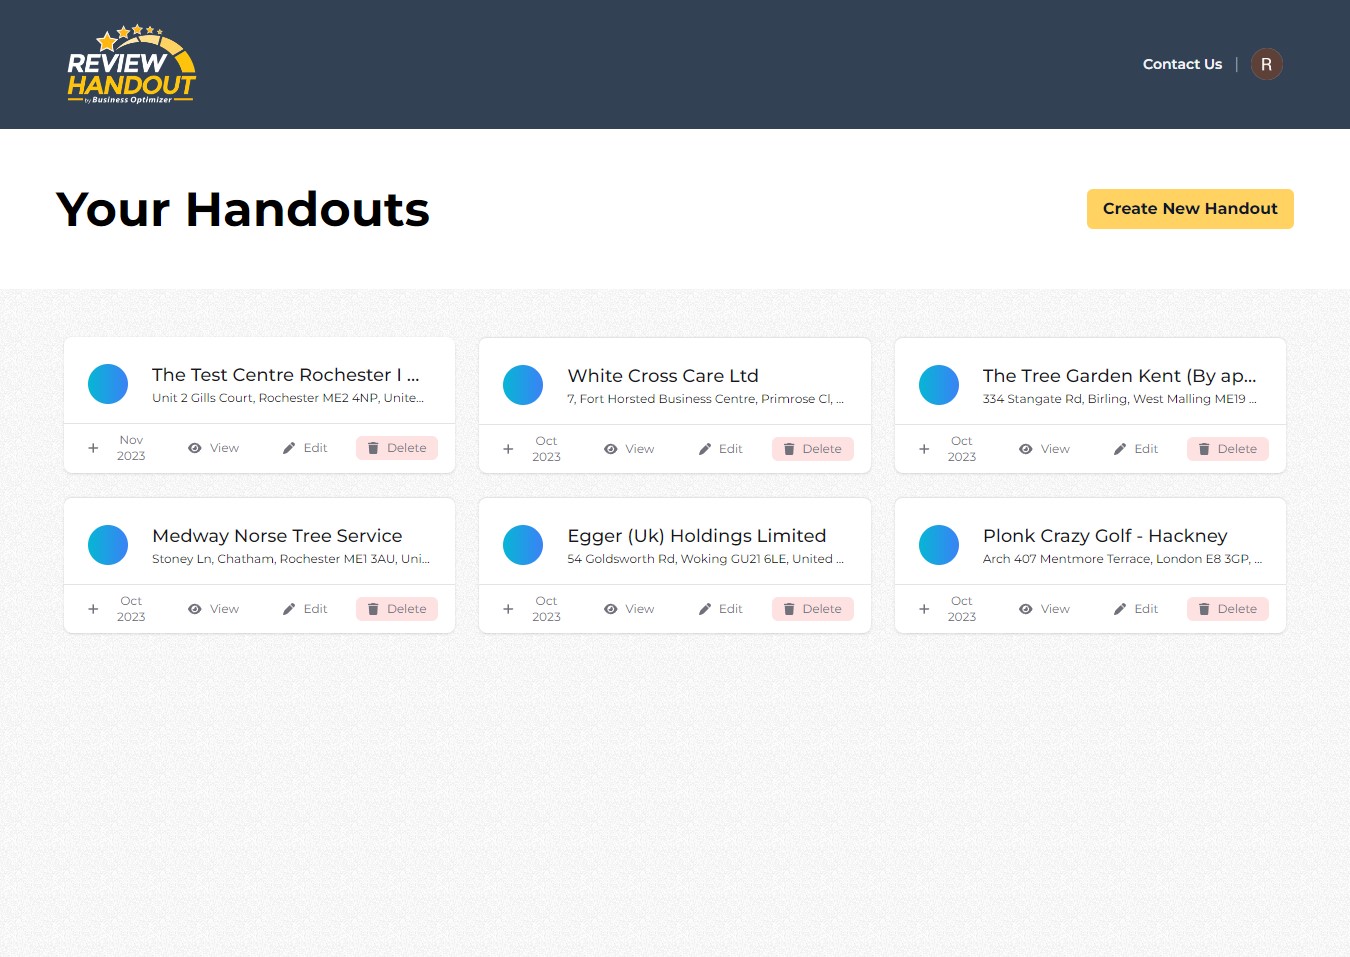 REVIEW
HANDOUT
by Business Optimizer
Contact Us |
R
Your Handouts
Create New Handout
The Test Centre Rochester I ...
Unit 2 Gills Court, Rochester ME2 4NP, Unite...
+ Nov 2023 View Edit Delete
White Cross Care Ltd
7, Fort Horsted Business Centre, Primrose Cl, ...
+ Oct 2023 View Edit Delete
The Tree Garden Kent (By ap...
334 Stangate Rd, Birling, West Malling ME19 ...
+ Oct 2023 View Edit Delete
Medway Norse Tree Service
Stoney Ln, Chatham, Rochester ME1 3AU, Uni...
+ Oct 2023 View Edit Delete
Egger (Uk) Holdings Limited
54 Goldsworth Rd, Woking GU21 6LE, United ...
+ Oct 2023 View Edit Delete
Plonk Crazy Golf - Hackney
Arch 407 Mentmore Terrace, London E8 3GP, ...
+ Oct 2023 View Edit Delete